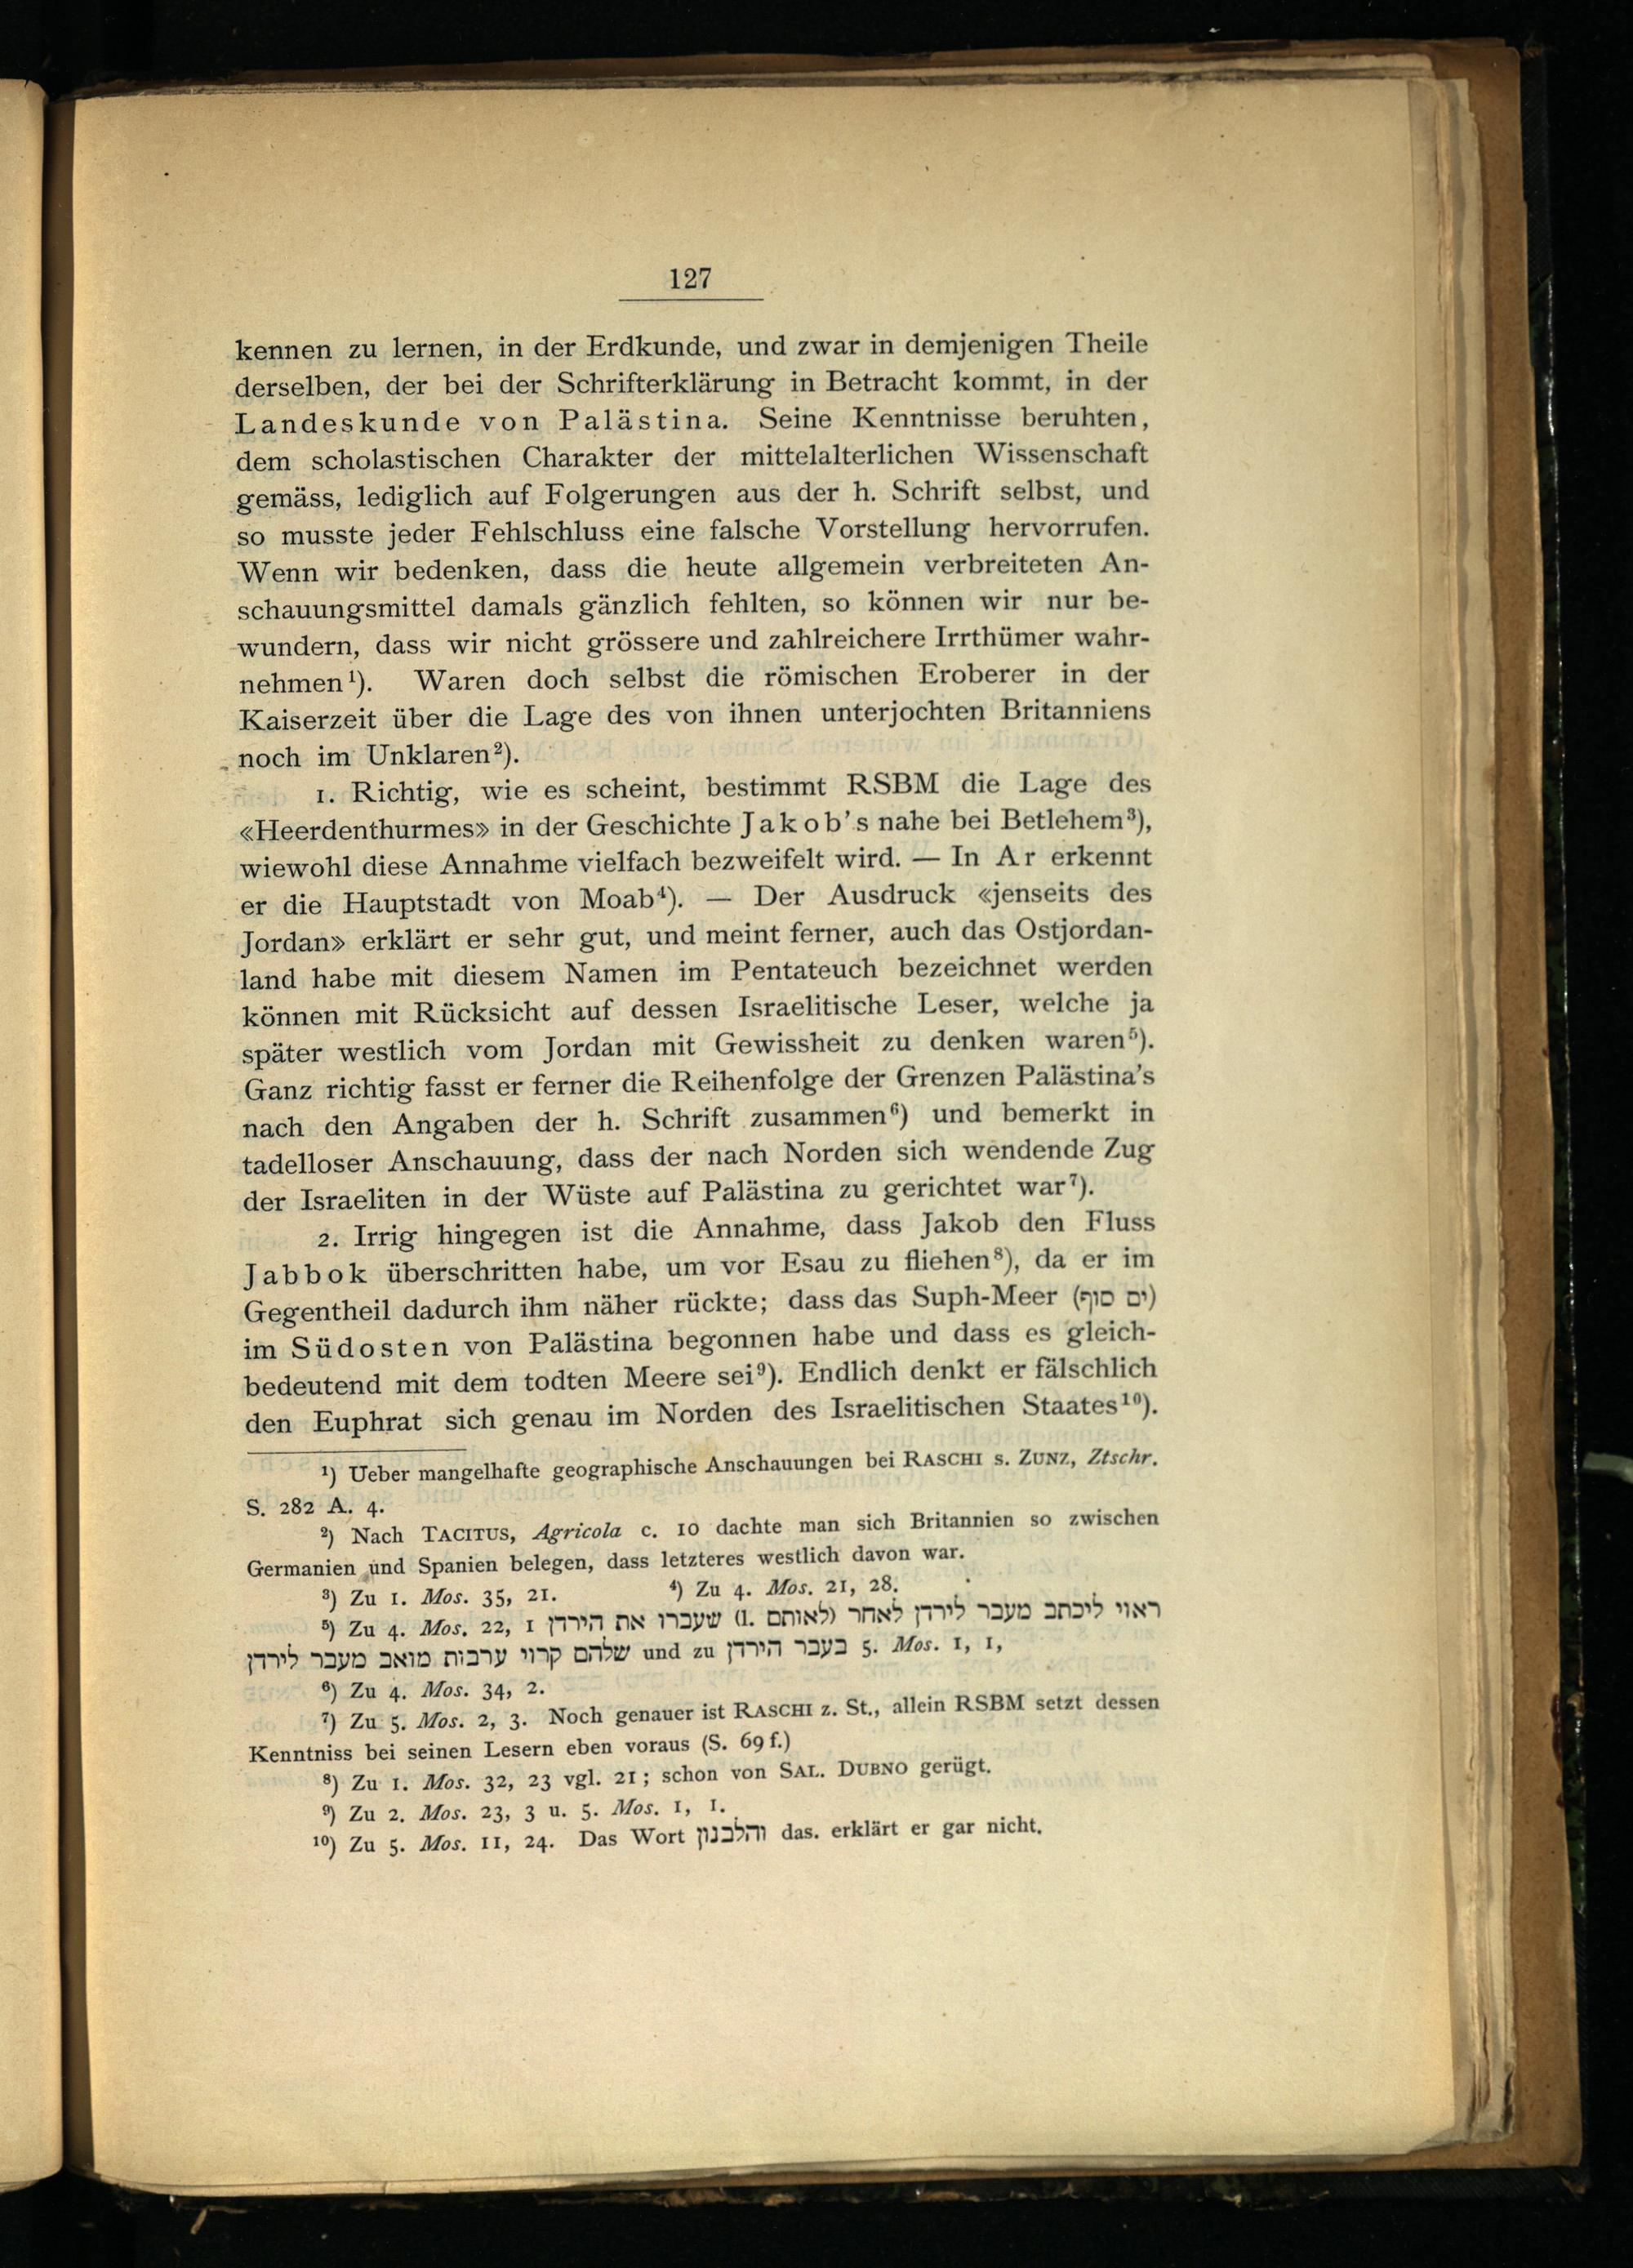 127
kennen zu lernen, in der Erdkunde, und zwar in demjenigen Theile
derselben, der bei der Schrifterklärung in Betracht kommt, in der
Landeskunde von Palästina. Seine Kenntnisse beruhten,
dem scholastischen Charakter der mittelalterlichen Wissenschaft
gemäss, lediglich auf Folgerungen aus der h. Schrift selbst, und
so musste jeder Fehlschluss eine falsche Vorstellung hervorrufen.
Wenn wir bedenken, dass die heute allgemein verbreiteten An-
schauungsmittel damals gänzlich fehlten, so können wir nur be-
wundern, dass wir nicht grössere und zahlreichere Irrthümer wahr-
nehmen¹). Waren doch selbst die römischen Eroberer in der
Kaiserzeit über die Lage des von ihnen unterjochten Britanniens
noch im Unklaren²).
1. Richtig, wie es scheint, bestimmt RSBM die Lage des
«Heerdenthurmes» in der Geschichte Jakob's nahe bei Betlehem³),
wiewohl diese Annahme vielfach bezweifelt wird. — In Ar erkennt
er die Hauptstadt von Moab⁴). — Der Ausdruck «jenseits des
Jordan» erklärt er sehr gut, und meint ferner, auch das Ostjordan-
land habe mit diesem Namen im Pentateuch bezeichnet werden
können mit Rücksicht auf dessen Israelitische Leser, welche ja
später westlich vom Jordan mit Gewissheit zu denken waren⁵).
Ganz richtig fasst er ferner die Reihenfolge der Grenzen Palästina's
nach den Angaben der h. Schrift zusammen⁶) und bemerkt in
tadelloser Anschauung, dass der nach Norden sich wendende Zug
der Israeliten in der Wüste auf Palästina zu gerichtet war⁷).
2. Irrig hingegen ist die Annahme, dass Jakob den Fluss
Jabbok überschritten habe, um vor Esau zu fliehen⁸), da er im
Gegentheil dadurch ihm näher rückte; dass das Suph-Meer (ים סוף)
im Südosten von Palästina begonnen habe und dass es gleich-
bedeutend mit dem todten Meere sei⁹). Endlich denkt er fälschlich
den Euphrat sich genau im Norden des Israelitischen Staates¹⁰).
¹) Ueber mangelhafte geographische Anschauungen bei RASCHI s. ZUNZ, Ztschr.
S. 282 A. 4.
²) Nach TACITUS, Agricola c. 10 dachte man sich Britannien so zwischen
Germanien und Spanien belegen, dass letzteres westlich davon war.
³) Zu 1. Mos. 35, 21. ⁴) Zu 4. Mos. 21, 28.
⁵) Zu 4. Mos. 22, 1 ראוי ליכתב מעבר לירדן לאחר (לאותם .l) שעברו את הירדן
שלהם קרוי ערבות מואב מעבר לירדן und zu בעבר הירדן 5. Mos. 1, 1,
⁶) Zu 4. Mos. 34, 2.
⁷) Zu 5. Mos. 2, 3. Noch genauer ist RASCHI z. St., allein RSBM setzt dessen
Kenntniss bei seinen Lesern eben voraus (S. 69 f.)
⁸) Zu 1. Mos. 32, 23 vgl. 21; schon von SAL. DUBNO gerügt.
⁹) Zu 2. Mos. 23, 3 u. 5. Mos. 1, 1.
¹⁰) Zu 5. Mos. 11, 24. Das Wort והלבנון das. erklärt er gar nicht.